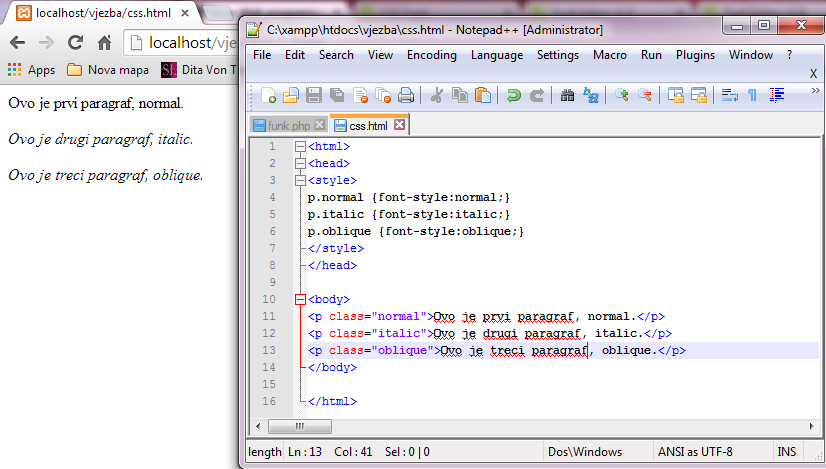 localhost/vjezba/css.html
localhost/vje
Apps Nova mapa Dita Von T
Ovo je prvi paragraf, normal.
Ovo je drugi paragraf, italic.
Ovo je treci paragraf, oblique.
C:\xampp\htdocs\vjezba\css.html - Notepad++ [Administrator]
File Edit Search View Encoding Language Settings Macro Run Plugins Window ?
X
funk.php css.html
1 <html>
2 <head>
3 <style>
4 p.normal {font-style:normal;}
5 p.italic {font-style:italic;}
6 p.oblique {font-style:oblique;}
7 </style>
8 </head>
9
10 <body>
11 <p class="normal">Ovo je prvi paragraf, normal.</p>
12 <p class="italic">Ovo je drugi paragraf, italic.</p>
13 <p class="oblique">Ovo je treci paragraf, oblique.</p>
14 </body>
15
16 </html>
length Ln : 13 Col : 41 Sel : 0 | 0 Dos\Windows ANSI as UTF-8 INS